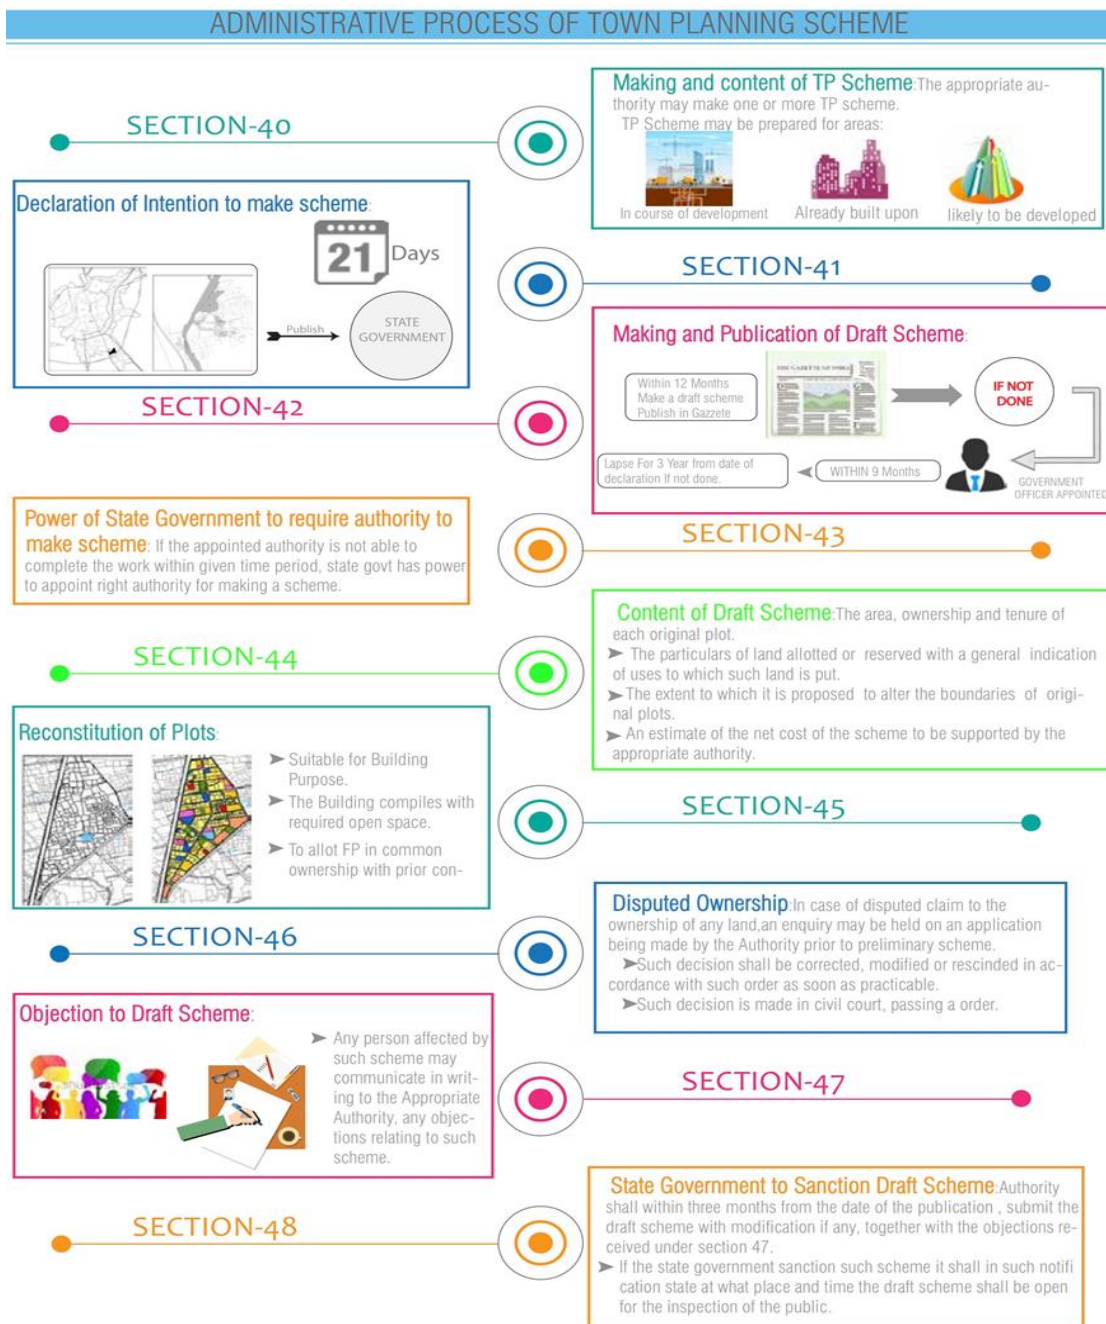 ADMINISTRATIVE PROCESS OF TOWN PLANNING SCHEME
SECTION-40
Making and content of TP Scheme:The appropriate au-
thority may make one or more TP scheme.
TP Scheme may be prepared for areas:
In course of development
Already built upon
likely to be developed
Declaration of Intention to make scheme:
21
Days
Publish
STATE
GOVERNMENT
SECTION-41
Making and Publication of Draft Scheme:
Within 12 Months
Make a draft scheme
Publish in Gazzete
IF NOT
DONE
GOVERNMENT
OFFICER APPOINTED
WITHIN 9 Months
Lapse For 3 Year from date of
declaration If not done.
SECTION-42
Power of State Government to require authority to
make scheme: If the appointed authority is not able to
complete the work within given time period, state govt has power
to appoint right authority for making a scheme.
SECTION-43
Content of Draft Scheme:The area, ownership and tenure of
each original plot.
➤ The particulars of land allotted or reserved with a general indication
of uses to which such land is put.
➤The extent to which it is proposed to alter the boundaries of origi-
nal plots.
➤ An estimate of the net cost of the scheme to be supported by the
appropriate authority.
SECTION-44
Reconstitution of Plots:
➤ Suitable for Building
Purpose.
➤ The Building compiles with
required open space.
➤ To allot FP in common
ownership with prior con-
SECTION-45
Disputed Ownership:In case of disputed claim to the
ownership of any land,an enquiry may be held on an application
being made by the Authority prior to preliminary scheme.
➤Such decision shall be corrected, modified or rescinded in ac-
cordance with such order as soon as practicable.
➤Such decision is made in civil court, passing a order.
SECTION-46
Objection to Draft Scheme:
➤ Any person affected by
such scheme may
communicate in writ-
ing to the Appropriate
Authority, any objec-
tions relating to such
scheme.
SECTION-47
State Government to Sanction Draft Scheme:Authority
shall within three months from the date of the publication , submit the
draft scheme with modification if any, together with the objections re-
ceived under section 47.
➤ If the state government sanction such scheme it shall in such notifi
cation state at what place and time the draft scheme shall be open
for the inspection of the public.
SECTION-48